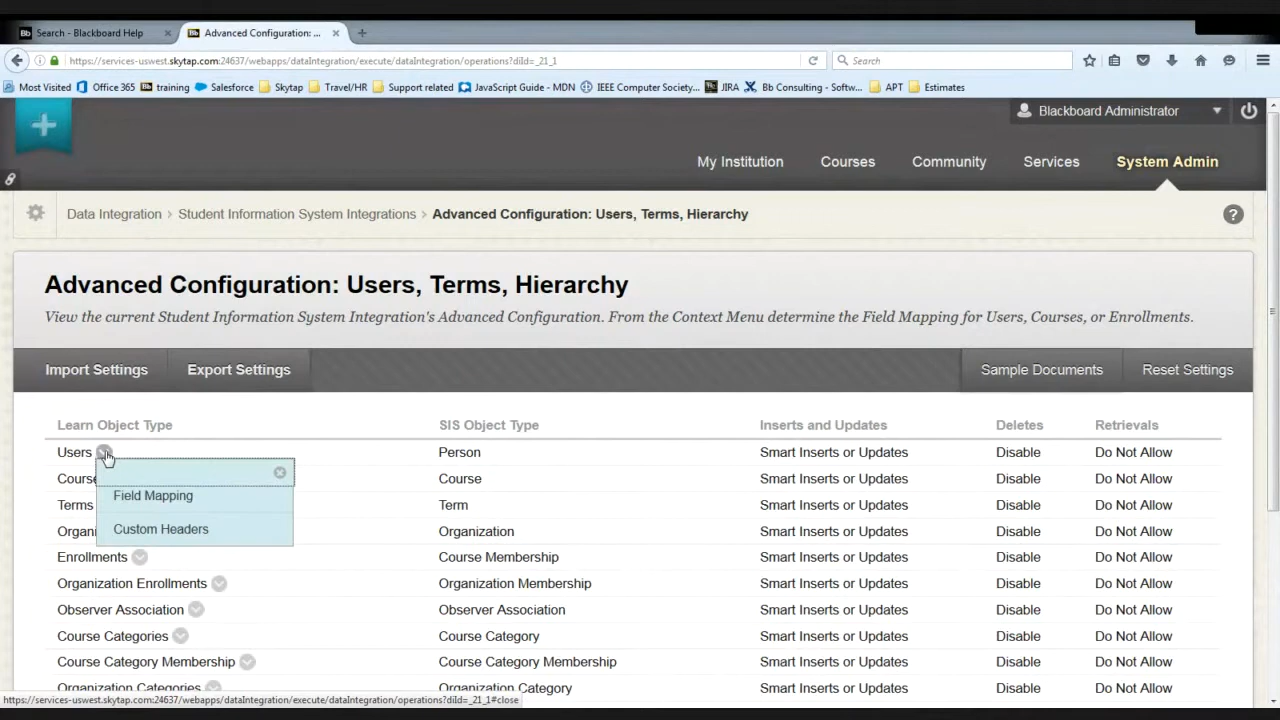 Search - Blackboard Help
Advanced Configuration: ...
https://services-uswest.skytap.com:24637/webapps/dataIntegration/execute/dataIntegration/operations?diId=_21_1
Search
Most Visited Office 365 training Salesforce Skytap Travel/HR Support related JavaScript Guide - MDN IEEE Computer Society... JIRA Bb Consulting - Softw... APT Estimates
Blackboard Administrator
My Institution Courses Community Services System Admin
Data Integration > Student Information System Integrations > Advanced Configuration: Users, Terms, Hierarchy
Advanced Configuration: Users, Terms, Hierarchy
View the current Student Information System Integration's Advanced Configuration. From the Context Menu determine the Field Mapping for Users, Courses, or Enrollments.
Import Settings Export Settings Sample Documents Reset Settings
Learn Object Type SIS Object Type Inserts and Updates Deletes Retrievals
Users Person Smart Inserts or Updates Disable Do Not Allow
Course Course Smart Inserts or Updates Disable Do Not Allow
Field Mapping
Terms Term Smart Inserts or Updates Disable Do Not Allow
Custom Headers
Organi Organization Smart Inserts or Updates Disable Do Not Allow
Enrollments Course Membership Smart Inserts or Updates Disable Do Not Allow
Organization Enrollments Organization Membership Smart Inserts or Updates Disable Do Not Allow
Observer Association Observer Association Smart Inserts or Updates Disable Do Not Allow
Course Categories Course Category Smart Inserts or Updates Disable Do Not Allow
Course Category Membership Course Category Membership Smart Inserts or Updates Disable Do Not Allow
Organization Categories Organization Category Smart Inserts or Updates Disable Do Not Allow
https://services-uswest.skytap.com:24637/webapps/dataIntegration/execute/dataIntegration/operations?diId=_21_1#close